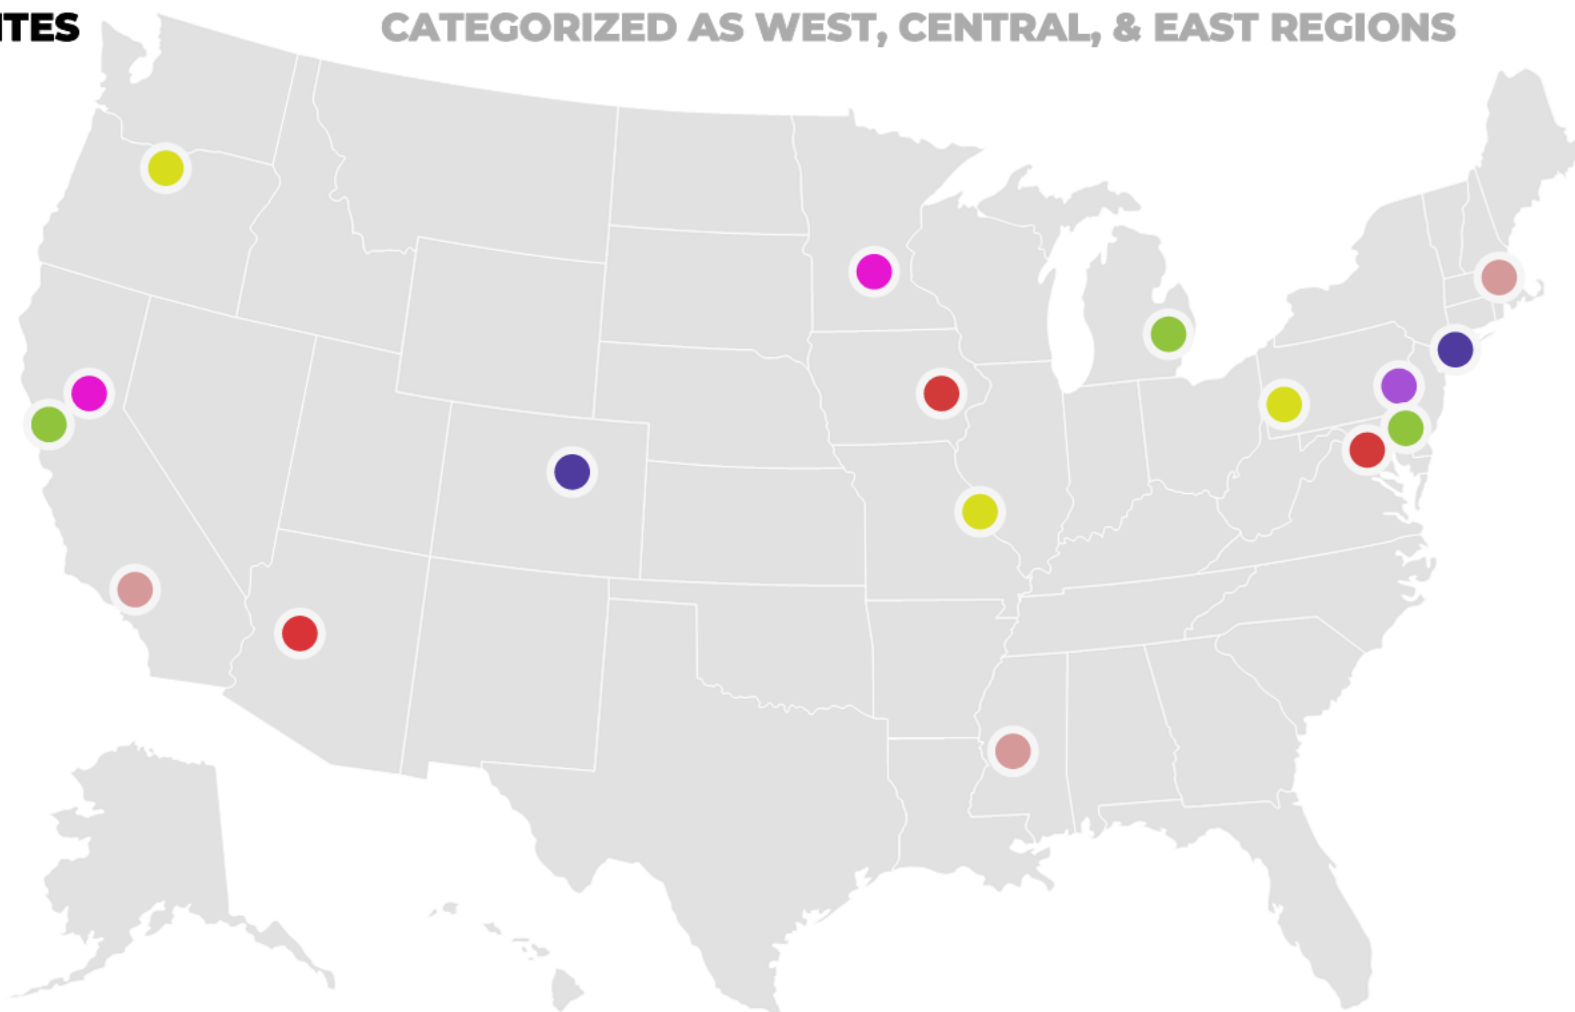 ITES
CATEGORIZED AS WEST, CENTRAL, & EAST REGIONS